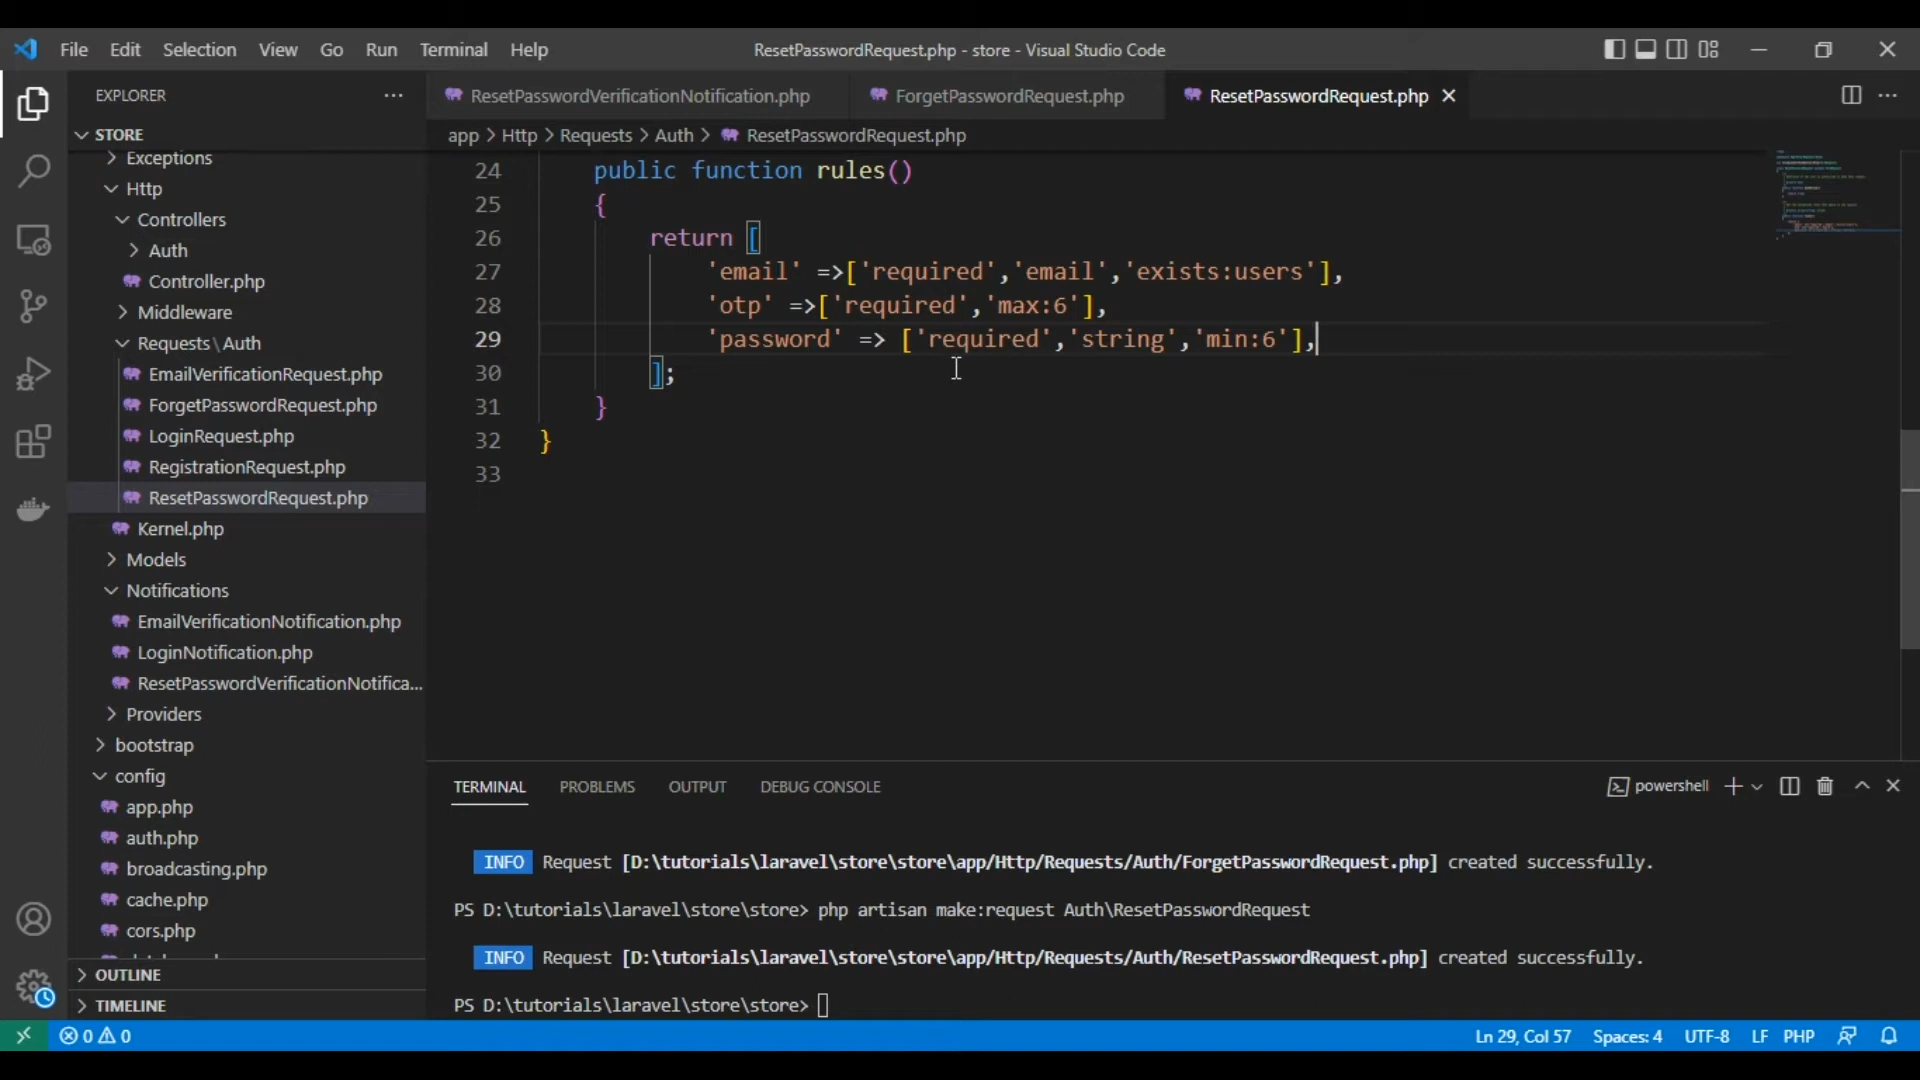 File Edit Selection View Go Run Terminal Help ResetPasswordRequest.php - store - Visual Studio Code
EXPLORER
ResetPasswordVerificationNotification.php ForgetPasswordRequest.php ResetPasswordRequest.php
STORE
app > Http > Requests > Auth > ResetPasswordRequest.php
Exceptions
Http
Controllers
Auth
Controller.php
Middleware
Requests\Auth
EmailVerificationRequest.php
ForgetPasswordRequest.php
LoginRequest.php
RegistrationRequest.php
ResetPasswordRequest.php
Kernel.php
Models
Notifications
EmailVerificationNotification.php
LoginNotification.php
ResetPasswordVerificationNotifica...
Providers
bootstrap
config
app.php
auth.php
broadcasting.php
cache.php
cors.php
OUTLINE
TIMELINE
24 public function rules()
25 {
26 return [
27 'email' =>['required','email','exists:users'],
28 'otp' =>['required','max:6'],
29 'password' => ['required','string','min:6'],
30 ];
31 }
32 }
33
TERMINAL PROBLEMS OUTPUT DEBUG CONSOLE powershell
INFO Request [D:\tutorials\laravel\store\store\app/Http/Requests/Auth/ForgetPasswordRequest.php] created successfully.
PS D:\tutorials\laravel\store\store> php artisan make:request Auth\ResetPasswordRequest
INFO Request [D:\tutorials\laravel\store\store\app/Http/Requests/Auth/ResetPasswordRequest.php] created successfully.
PS D:\tutorials\laravel\store\store>
0 0 Ln 29, Col 57 Spaces: 4 UTF-8 LF PHP